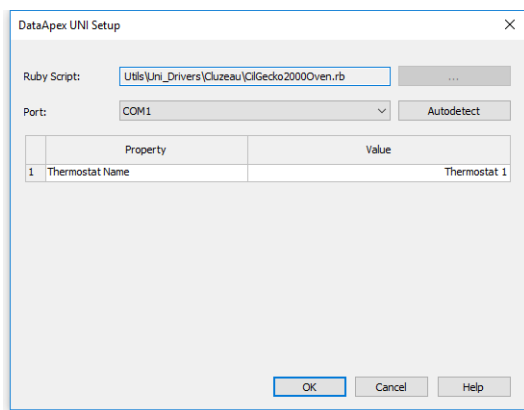 DataApex UNI Setup
Ruby Script: Utils\Uni_Drivers\Cluzeau\CilGecko2000Oven.rb ...
Port: COM1 Autodetect
Property Value
1 Thermostat Name Thermostat 1
OK Cancel Help